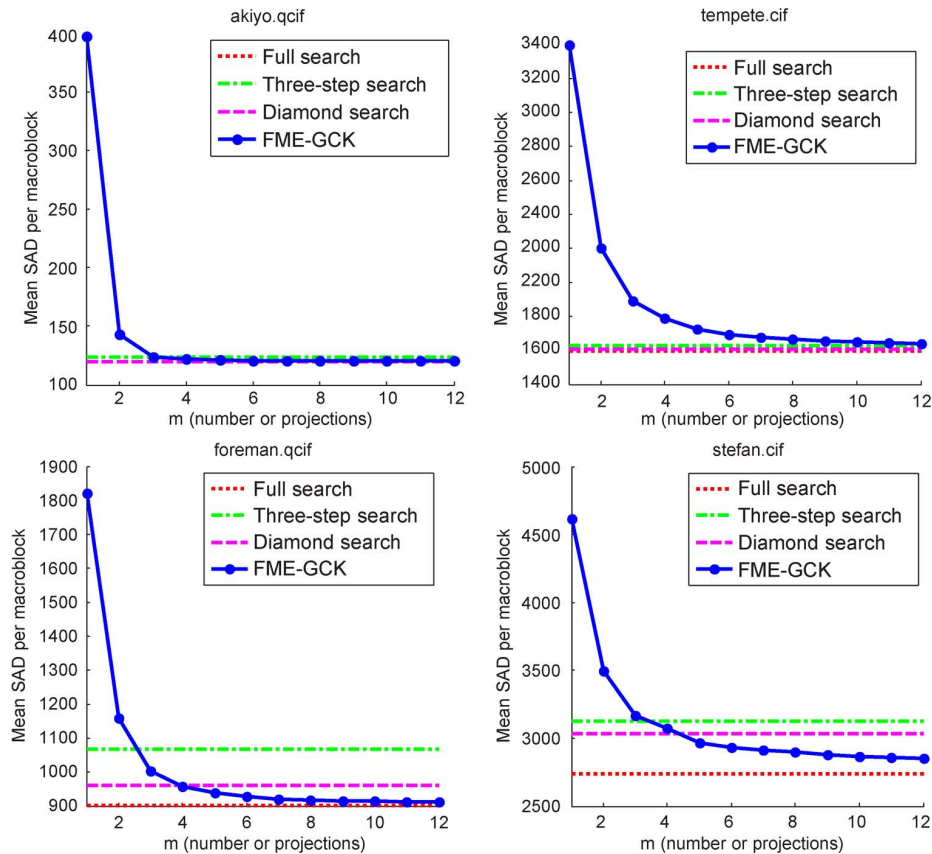 akiyo.qcif
400
350
300
250
200
150
100
Mean SAD per macroblock
Full search
Three-step search
Diamond search
FME-GCK
2
4
6
8
10
12
m (number or projections)
tempete.cif
3400
3200
2800
2600
2400
2000
1800
1600
1400
Mean SAD per macroblock
Full search
Three-step search
Diamond search
FME-GCK
2
4
6
8
10
12
m (number or projections)
foreman.qcif
1900
1800
1700
1600
1500
1400
1300
1200
1100
1000
900
Mean SAD per macroblock
Full search
Three-step search
Diamond search
FME-GCK
2
4
6
8
10
12
m (number or projections)
stefan.cif
5000
4500
4000
3500
3000
2500
Mean SAD per macroblock
Full search
Three-step search
Diamond search
FME-GCK
2
4
6
8
10
12
m (number or projections)